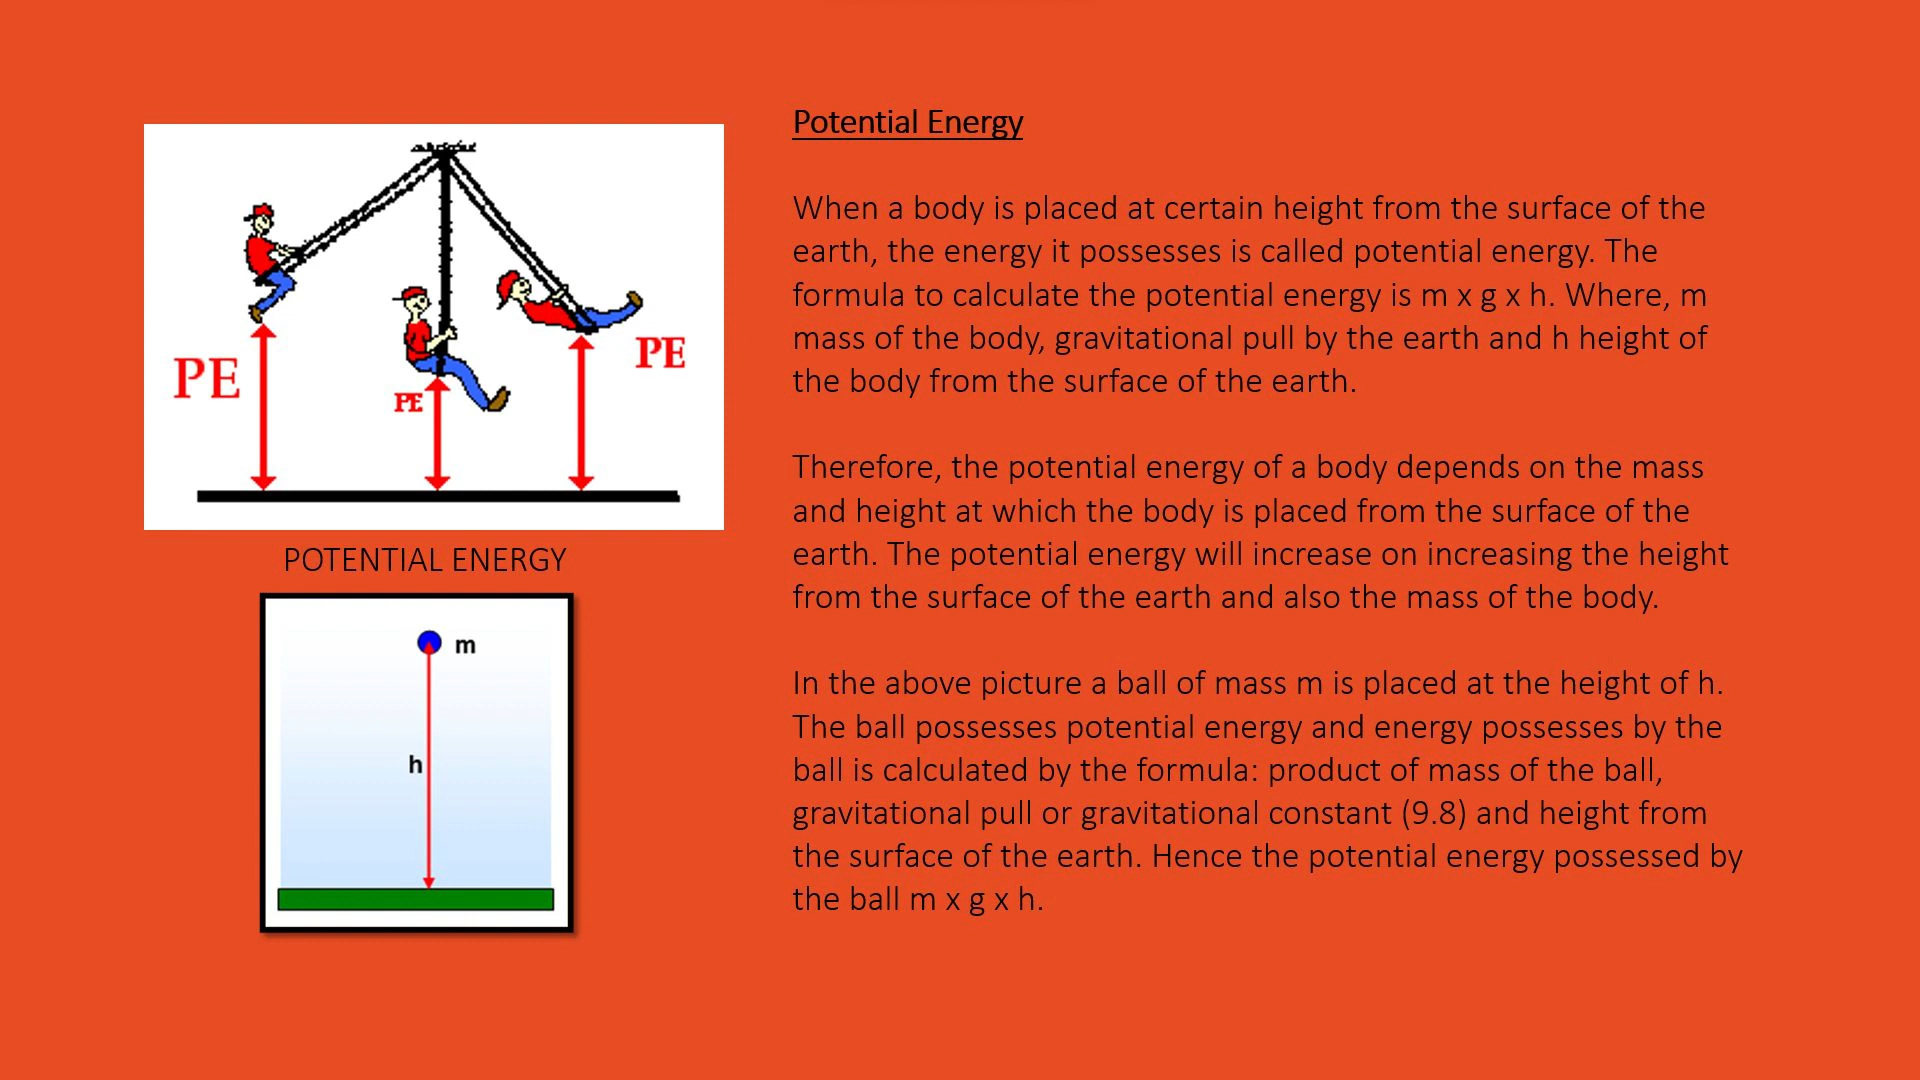 PE
PE
PE
POTENTIAL ENERGY
m
h
Potential Energy
When a body is placed at certain height from the surface of the
earth, the energy it possesses is called potential energy. The
formula to calculate the potential energy is m x g x h. Where, m
mass of the body, gravitational pull by the earth and h height of
the body from the surface of the earth.
Therefore, the potential energy of a body depends on the mass
and height at which the body is placed from the surface of the
earth. The potential energy will increase on increasing the height
from the surface of the earth and also the mass of the body.
In the above picture a ball of mass m is placed at the height of h.
The ball possesses potential energy and energy possesses by the
ball is calculated by the formula: product of mass of the ball,
gravitational pull or gravitational constant (9.8) and height from
the surface of the earth. Hence the potential energy possessed by
the ball m x g x h.